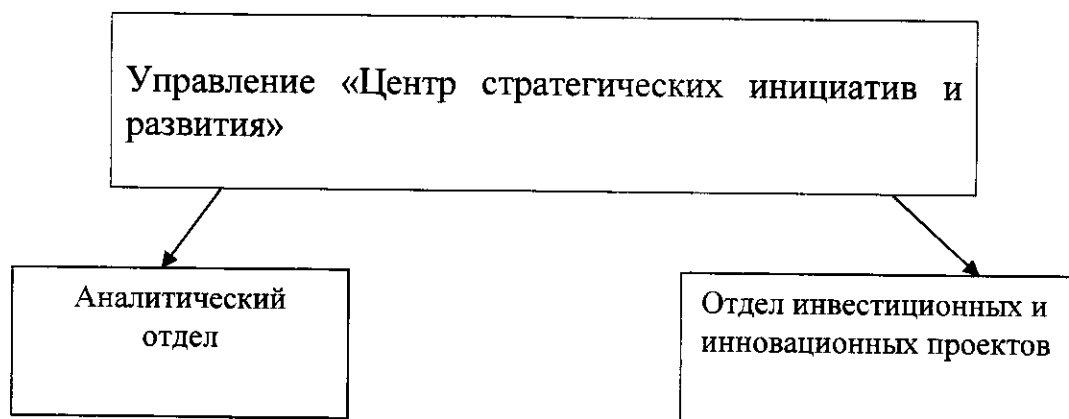 Управление «Центр стратегических инициатив и
развития»
Аналитический
отдел
Отдел инвестиционных и
инновационных проектов